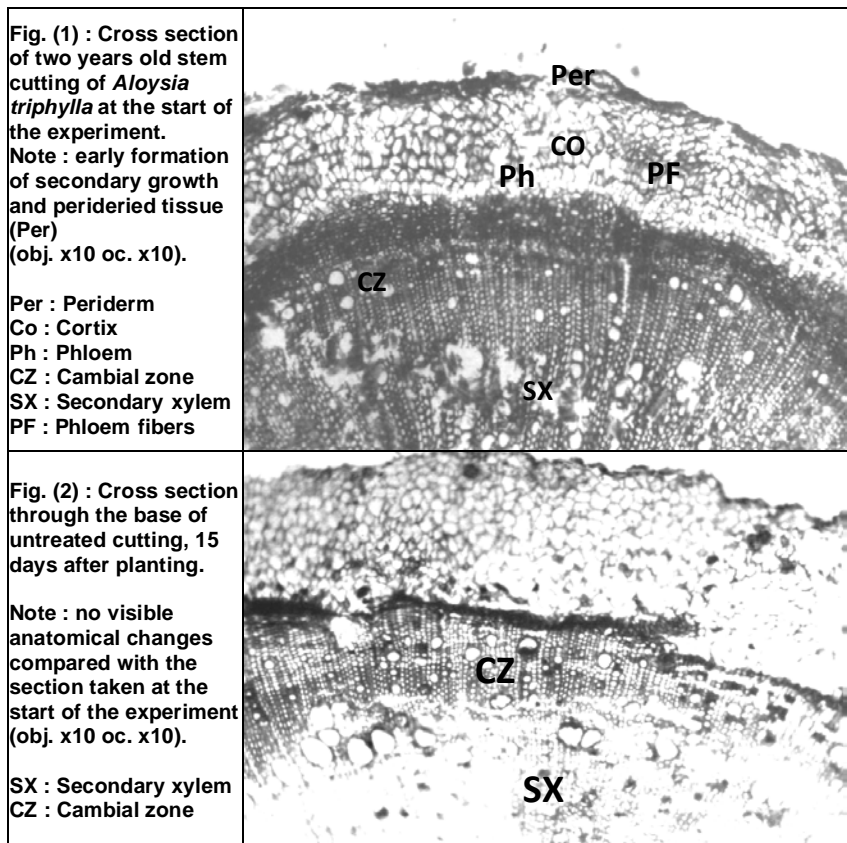 Fig. (1) : Cross section
of two years old stem
cutting of Aloysia
triphylla at the start of
the experiment.
Note : early formation
of secondary growth
and perideried tissue
(Per)
(obj. x10 oc. x10).
Per : Periderm
Co : Cortix
Ph : Phloem
CZ : Cambial zone
SX : Secondary xylem
PF : Phloem fibers
Per
CO
Ph
PF
CZ
SX
Fig. (2) : Cross section
through the base of
untreated cutting, 15
days after planting.
Note : no visible
anatomical changes
compared with the
section taken at the
start of the experiment
(obj. x10 oc. x10).
SX : Secondary xylem
CZ : Cambial zone
CZ
SX